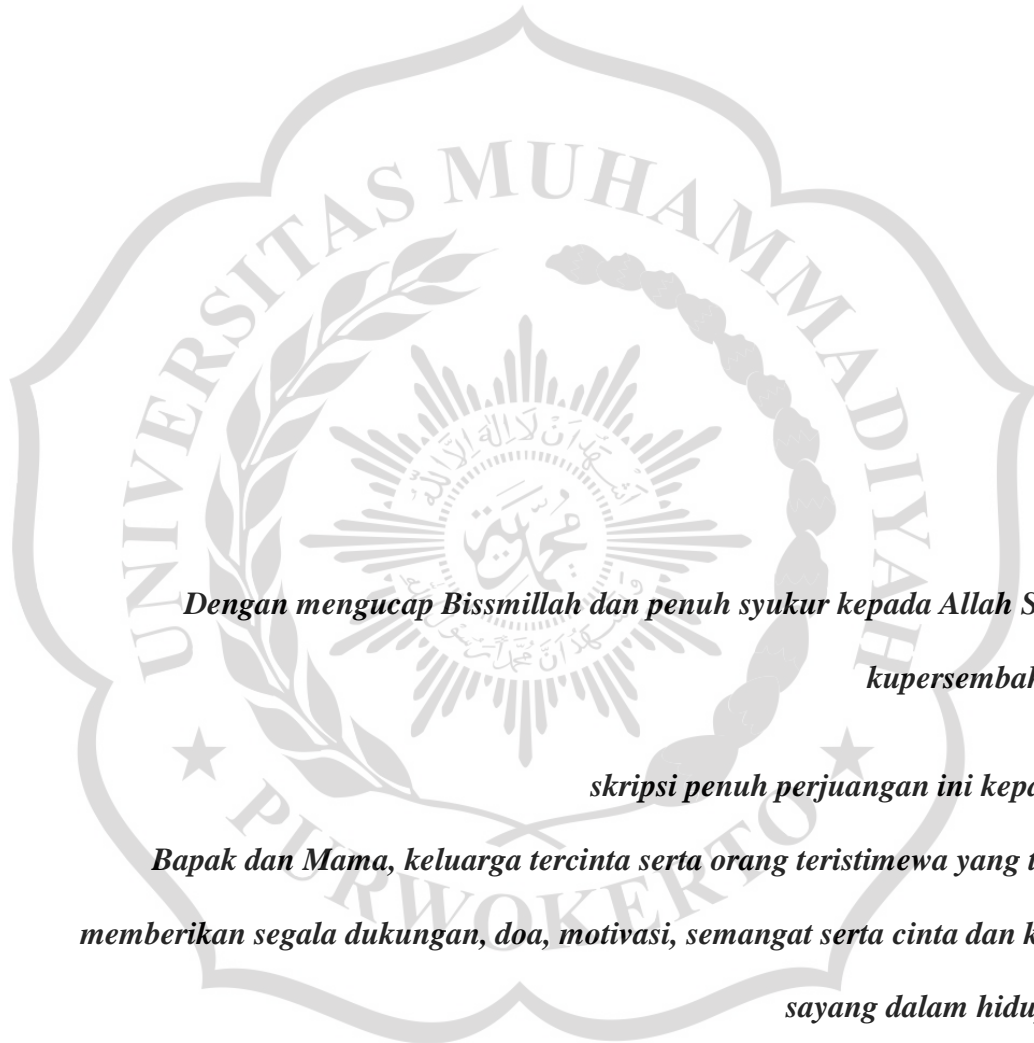 UNIVERSITAS MUHAMMADIYAH
PURWOKERTO
Dengan mengucap Bissmillah dan penuh syukur kepada Allah S
kupersembah
skripsi penuh perjuangan ini kepa
Bapak dan Mama, keluarga tercinta serta orang teristimewa yang t
memberikan segala dukungan, doa, motivasi, semangat serta cinta dan k
sayang dalam hidu